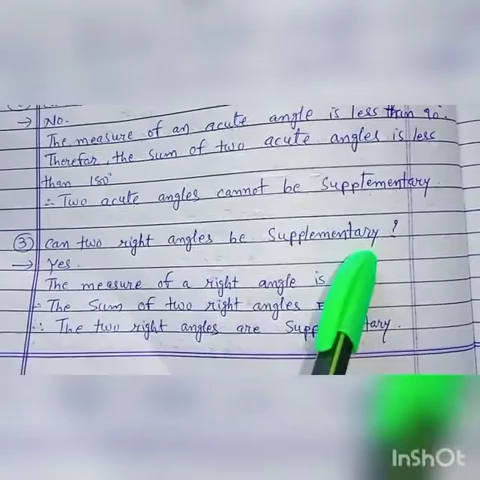 → No.
The measure of an acute angle is less than 90°.
Therefor, the sum of two acute angles is less
than 180°
∴ Two acute angles cannot be Supplementary.
③ Can two right angles be Supplementary?
→ Yes.
The measure of a right angle is
∴ The Sum of two right angles
∴ The two right angles are
InShOt